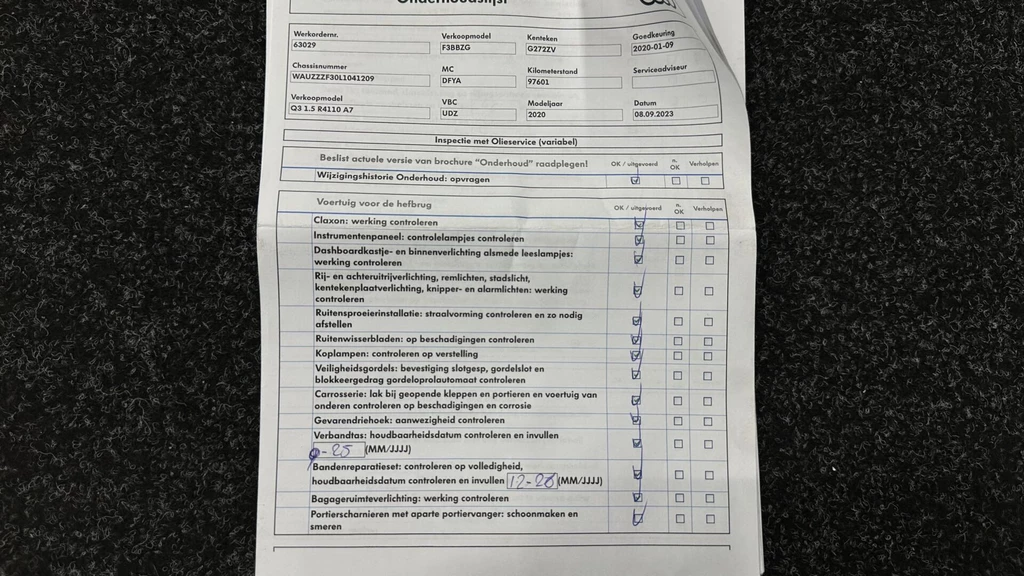 Onderhoudslijst
Werkordernr. Verkoopmodel Kenteken Goedkeuring
63029 F3BBZG G272ZV 2020-01-09
Chassisnummer MC Kilometerstand Serviceadviseur
WAUZZZF30L1041209 DFYA 97601
Verkoopmodel VBC Modeljaar Datum
Q3 1.5 R4110 A7 UDZ 2020 08.09.2023
Inspectie met Olieservice (variabel)
Beslist actuele versie van brochure "Onderhoud" raadplegen! OK / uitgevoerd n. OK Verholpen
Wijzigingshistorie Onderhoud: opvragen
Voertuig voor de hefbrug OK / uitgevoerd n. OK Verholpen
Claxon: werking controleren
Instrumentenpaneel: controlelampjes controleren
Dashboardkastje- en binnenverlichting alsmede leeslampjes:
werking controleren
Rij- en achteruitrijverlichting, remlichten, stadslicht,
kentekenplaatverlichting, knipper- en alarmlichten: werking
controleren
Ruitensproeierinstallatie: straalvorming controleren en zo nodig
afstellen
Ruitenwisserbladen: op beschadigingen controleren
Koplampen: controleren op verstelling
Veiligheidsgordels: bevestiging slotgesp, gordelslot en
blokkeergedrag gordeloprolautomaat controleren
Carrosserie: lak bij geopende kleppen en portieren en voertuig van
onderen controleren op beschadigingen en corrosie
Gevarendriehoek: aanwezigheid controleren
Verbandtas: houdbaarheidsdatum controleren en invullen
-25 (MM/JJJJ)
Bandenreparatieset: controleren op volledigheid,
houdbaarheidsdatum controleren en invullen 12-26 (MM/JJJJ)
Bagageruimteverlichting: werking controleren
Portierscharnieren met aparte portiervanger: schoonmaken en
smeren